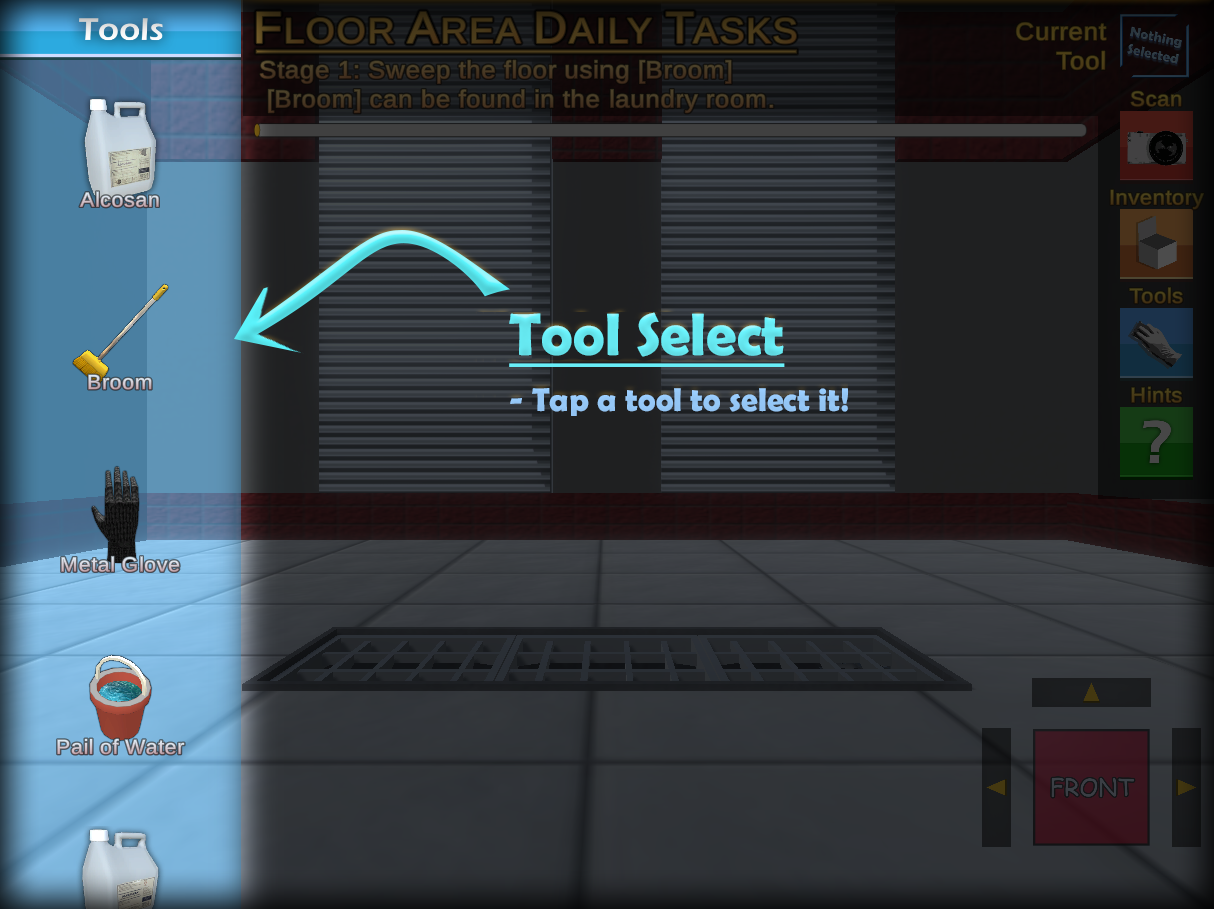 Tools
FLOOR AREA DAILY TASKS
Stage 1: Sweep the floor using [Broom]
[Broom] can be found in the laundry room.
Current
Tool
Nothing
Selected
Scan
Inventory
Tools
Hints
?
Alcosan
Broom
Metal Glove
Pail of Water
Tool Select
- Tap a tool to select it!
FRONT